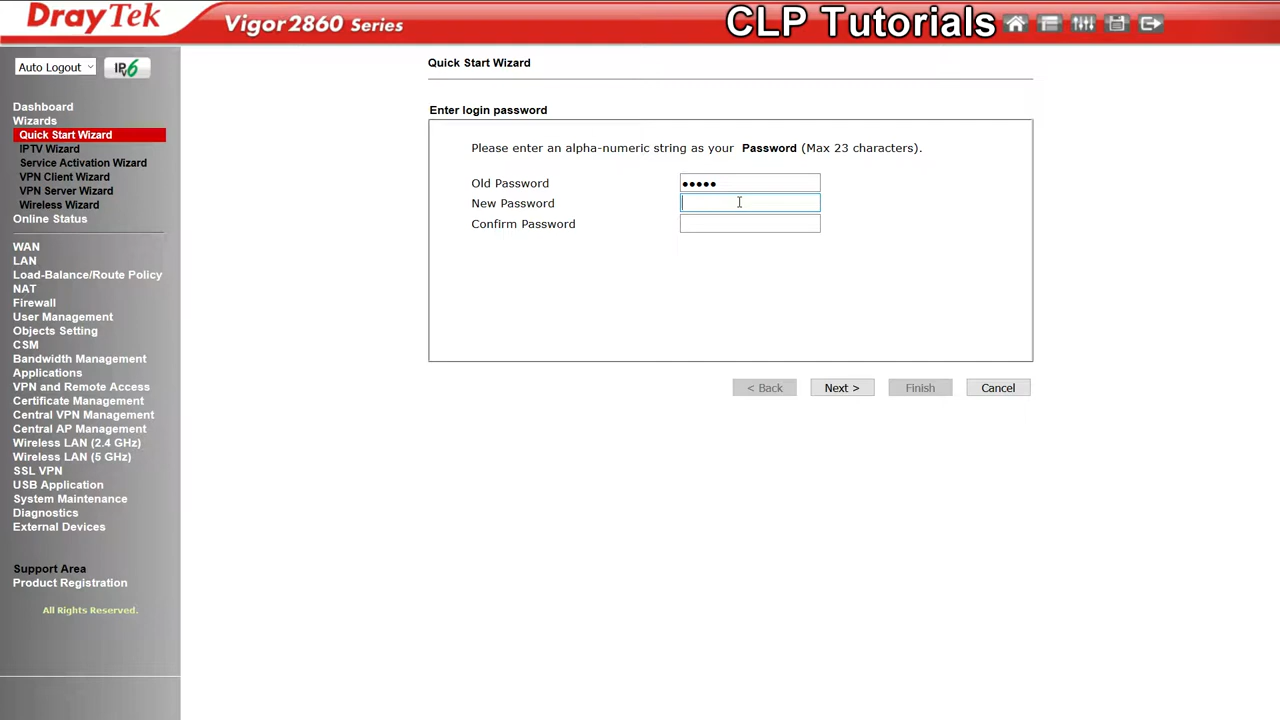 DrayTek
Vigor2860 Series
CLP Tutorials
Auto Logout
IPv6
Dashboard
Wizards
Quick Start Wizard
IPTV Wizard
Service Activation Wizard
VPN Client Wizard
VPN Server Wizard
Wireless Wizard
Online Status
WAN
LAN
Load-Balance/Route Policy
NAT
Firewall
User Management
Objects Setting
CSM
Bandwidth Management
Applications
VPN and Remote Access
Certificate Management
Central VPN Management
Central AP Management
Wireless LAN (2.4 GHz)
Wireless LAN (5 GHz)
SSL VPN
USB Application
System Maintenance
Diagnostics
External Devices
Support Area
Product Registration
All Rights Reserved.
Quick Start Wizard
Enter login password
Please enter an alpha-numeric string as your Password (Max 23 characters).
Old Password •••••
New Password
Confirm Password
< Back Next > Finish Cancel